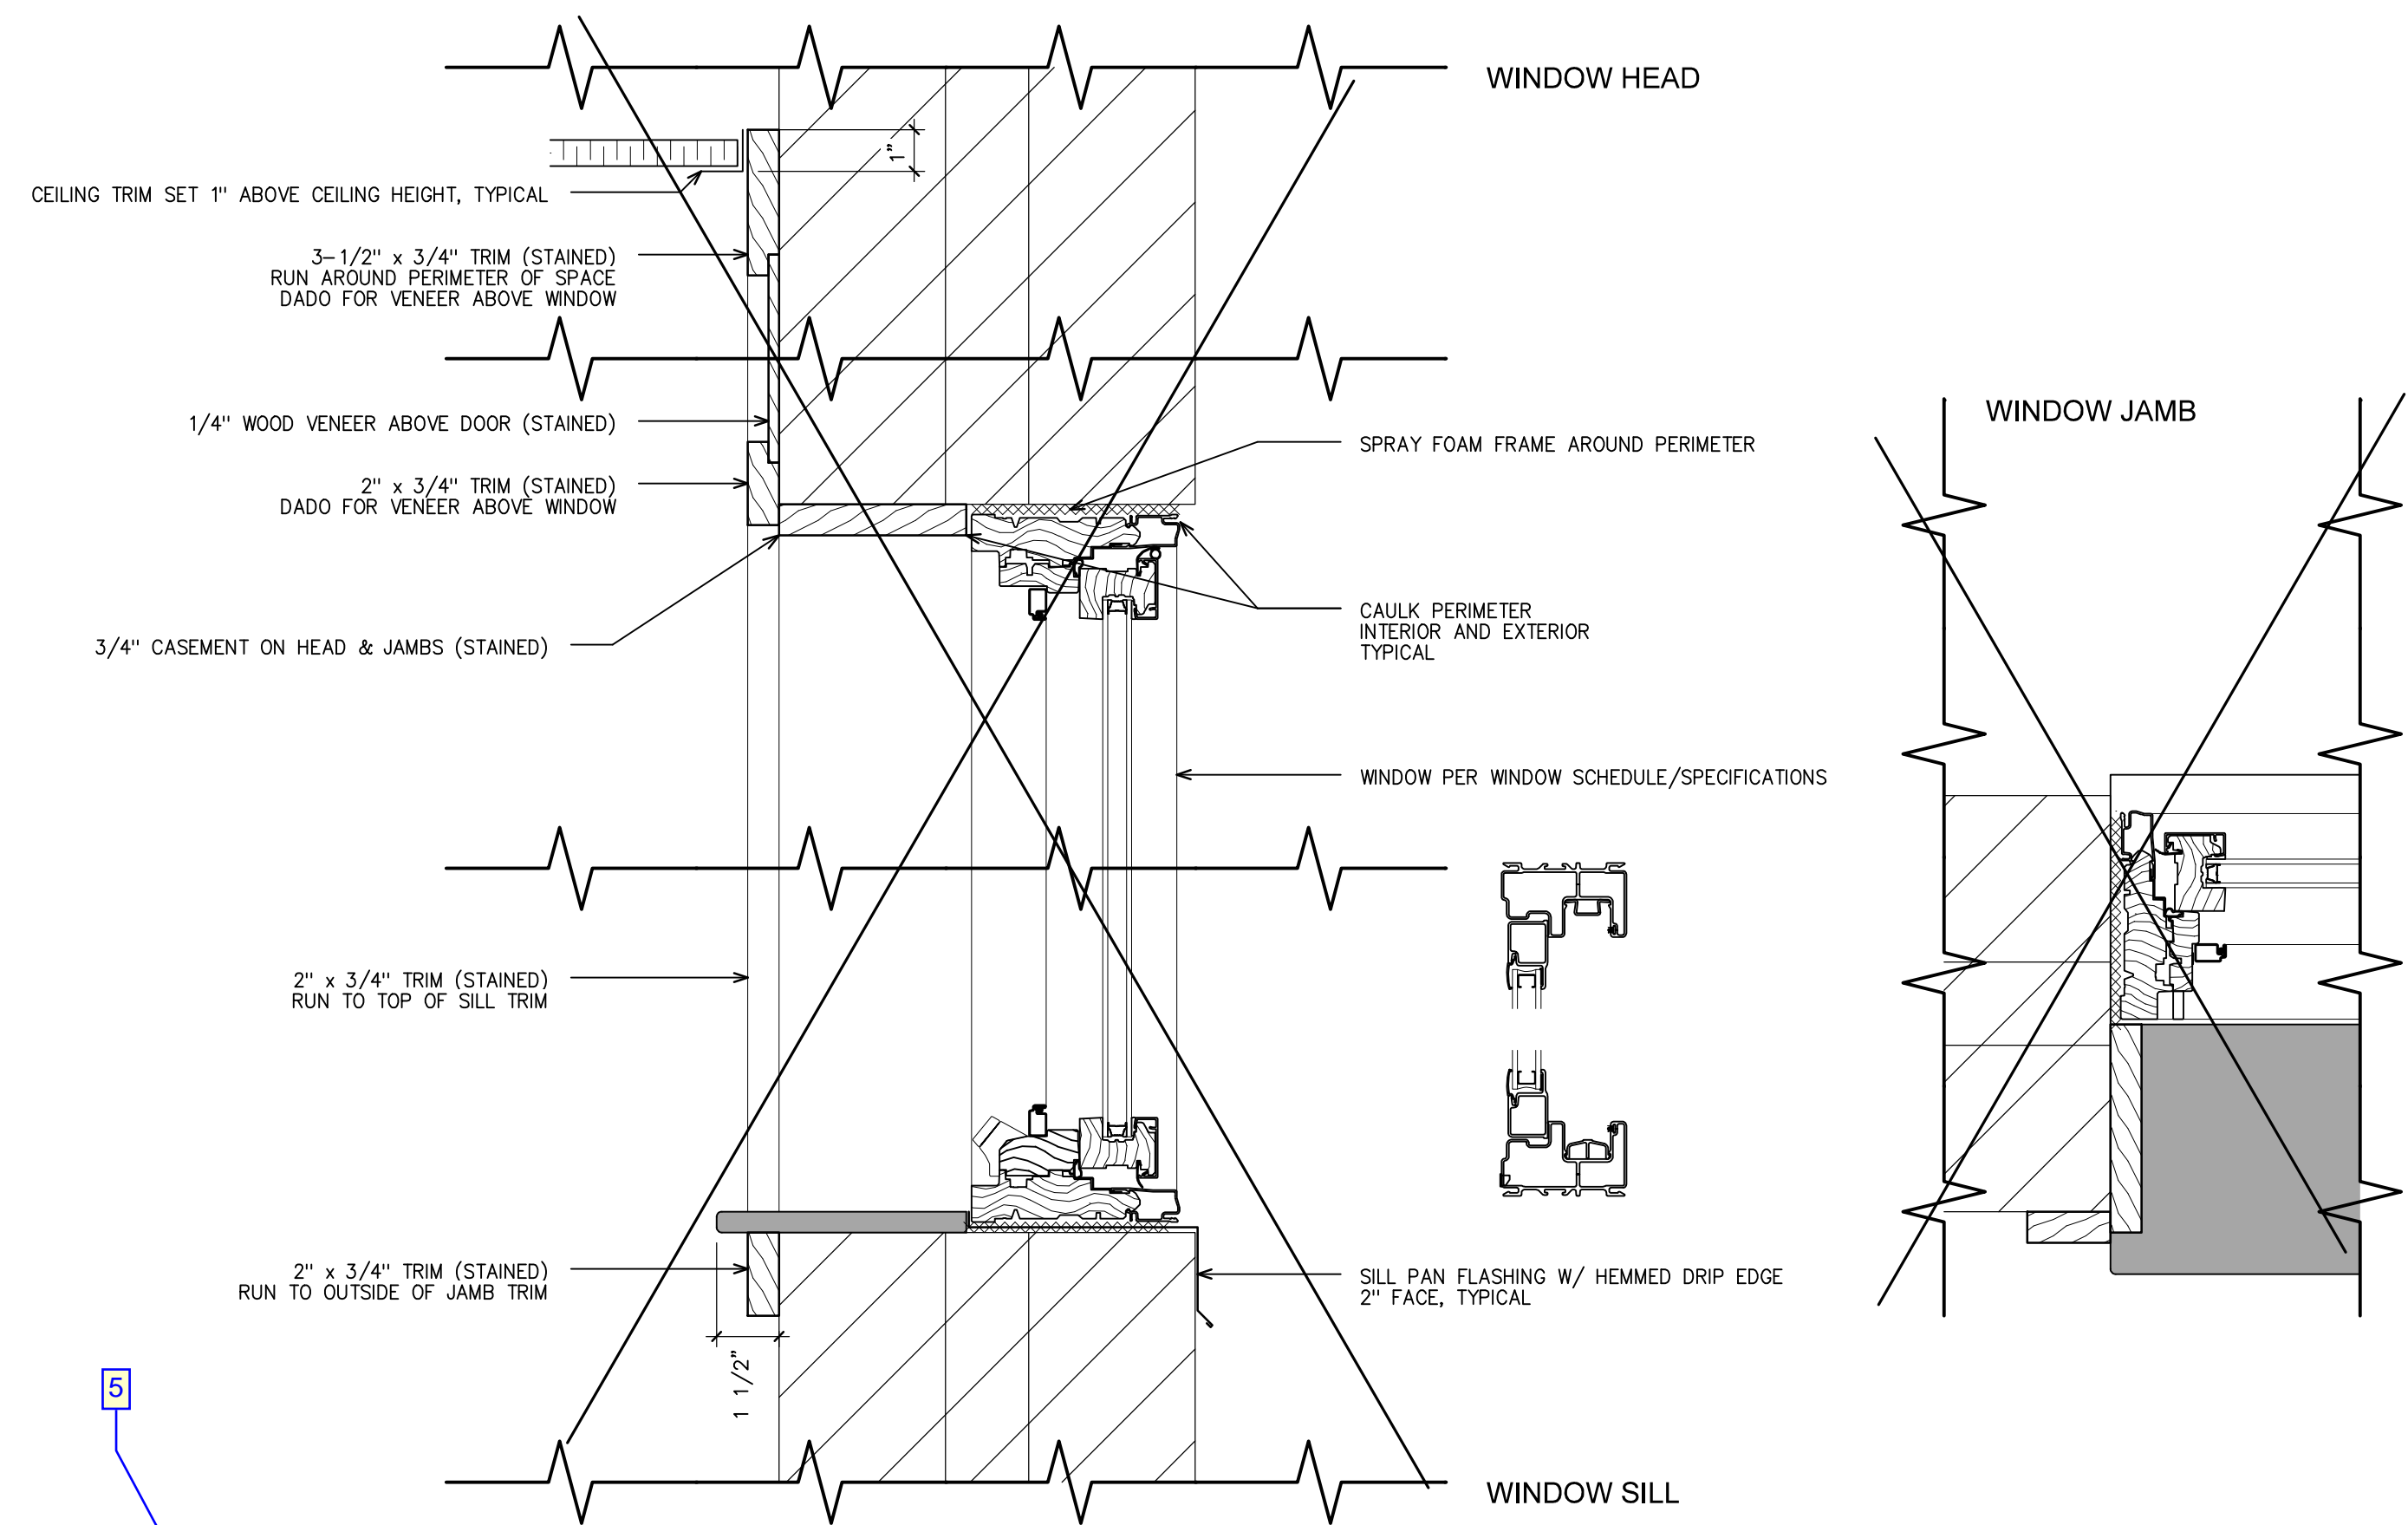 WINDOW HEAD
1"
CEILING TRIM SET 1" ABOVE CEILING HEIGHT, TYPICAL
3-1/2" x 3/4" TRIM (STAINED)
RUN AROUND PERIMETER OF SPACE
DADO FOR VENEER ABOVE WINDOW
1/4" WOOD VENEER ABOVE DOOR (STAINED)
2" x 3/4" TRIM (STAINED)
DADO FOR VENEER ABOVE WINDOW
3/4" CASEMENT ON HEAD & JAMBS (STAINED)
SPRAY FOAM FRAME AROUND PERIMETER
CAULK PERIMETER
INTERIOR AND EXTERIOR
TYPICAL
WINDOW PER WINDOW SCHEDULE/SPECIFICATIONS
2" x 3/4" TRIM (STAINED)
RUN TO TOP OF SILL TRIM
2" x 3/4" TRIM (STAINED)
RUN TO OUTSIDE OF JAMB TRIM
1 1/2"
SILL PAN FLASHING W/ HEMMED DRIP EDGE
2" FACE, TYPICAL
WINDOW SILL
WINDOW JAMB
5